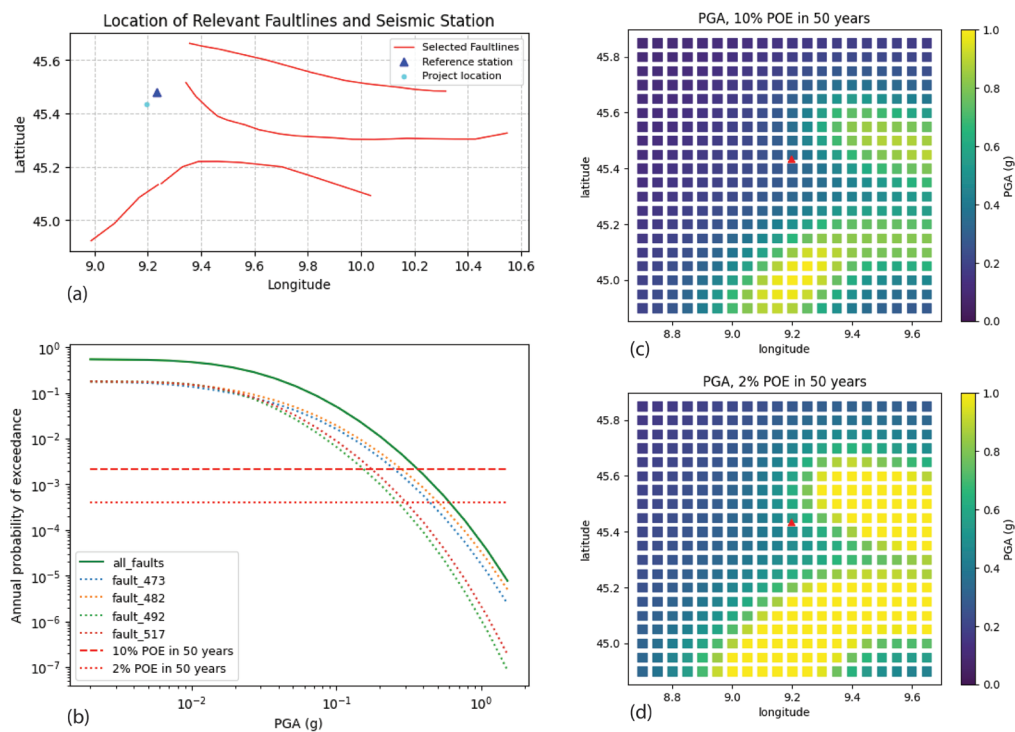 Location of Relevant Faultlines and Seismic Station
Lattitude
45.6
45.4
45.2
45.0
Selected Faultlines
Reference station
Project location
9.0 9.2 9.4 9.6 9.8 10.0 10.2 10.4 10.6
Longitude
(a)
Annual probability of exceedance
10⁰
10⁻¹
10⁻²
10⁻³
10⁻⁴
10⁻⁵
10⁻⁶
10⁻⁷
all_faults
fault_473
fault_482
fault_492
fault_517
10% POE in 50 years
2% POE in 50 years
10⁻² 10⁻¹ 10⁰
PGA (g)
(b)
PGA, 10% POE in 50 years
latitude
45.8
45.6
45.4
45.2
45.0
8.8 9.0 9.2 9.4 9.6
longitude
(c)
1.0
0.8
0.6
0.4
0.2
0.0
PGA (g)
PGA, 2% POE in 50 years
latitude
45.8
45.6
45.4
45.2
45.0
8.8 9.0 9.2 9.4 9.6
longitude
(d)
1.0
0.8
0.6
0.4
0.2
0.0
PGA (g)